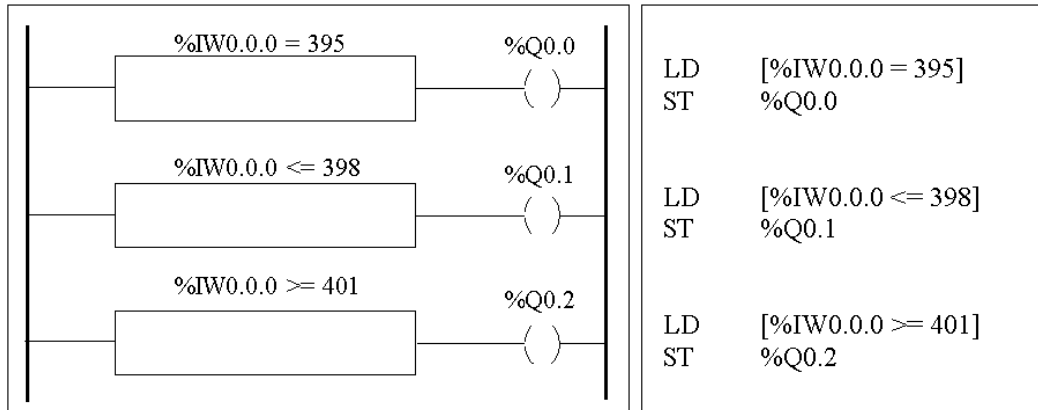 %IW0.0.0 = 395
%Q0.0
( )
%IW0.0.0 <= 398
%Q0.1
( )
%IW0.0.0 >= 401
%Q0.2
( )
LD [%IW0.0.0 = 395]
ST %Q0.0
LD [%IW0.0.0 <= 398]
ST %Q0.1
LD [%IW0.0.0 >= 401]
ST %Q0.2